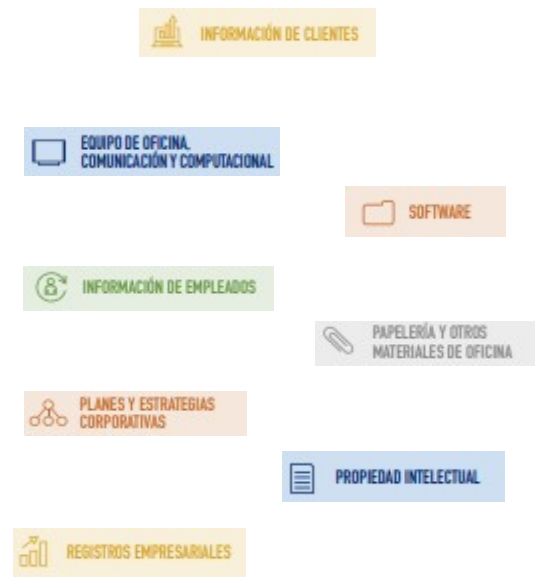 INFORMACIÓN DE CLIENTES
EQUIPO DE OFICINA.
COMUNICACIÓN Y COMPUTACIONAL
SOFTWARE
INFORMACIÓN DE EMPLEADOS
PAPELERÍA Y OTROS
MATERIALES DE OFICINA
PLANES Y ESTRATEGIAS
CORPORATIVAS
PROPIEDAD INTELECTUAL
REGISTROS EMPRESARIALES